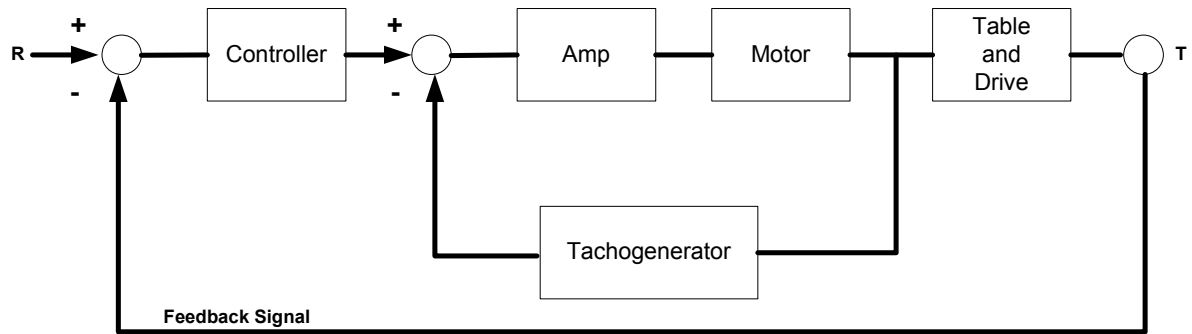 +
R
-
Controller
+
-
Amp
Motor
Table
and
Drive
T
Tachogenerator
Feedback Signal